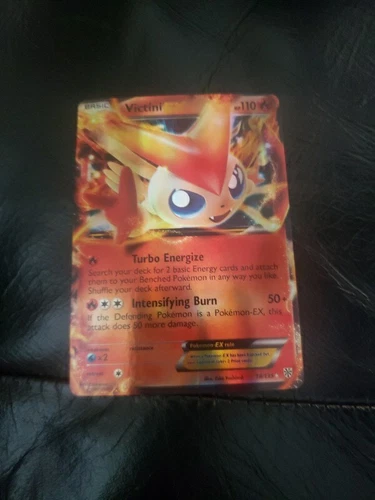 BASIC Victini HP110
Turbo Energize
Search your deck for 2 basic Energy cards and attach
them to your Benched Pokémon in any way you like.
Shuffle your deck afterward.
Intensifying Burn 50+
If the Defending Pokémon is a Pokémon-EX, this
attack does 50 more damage.
Pokémon-EX rule
×2